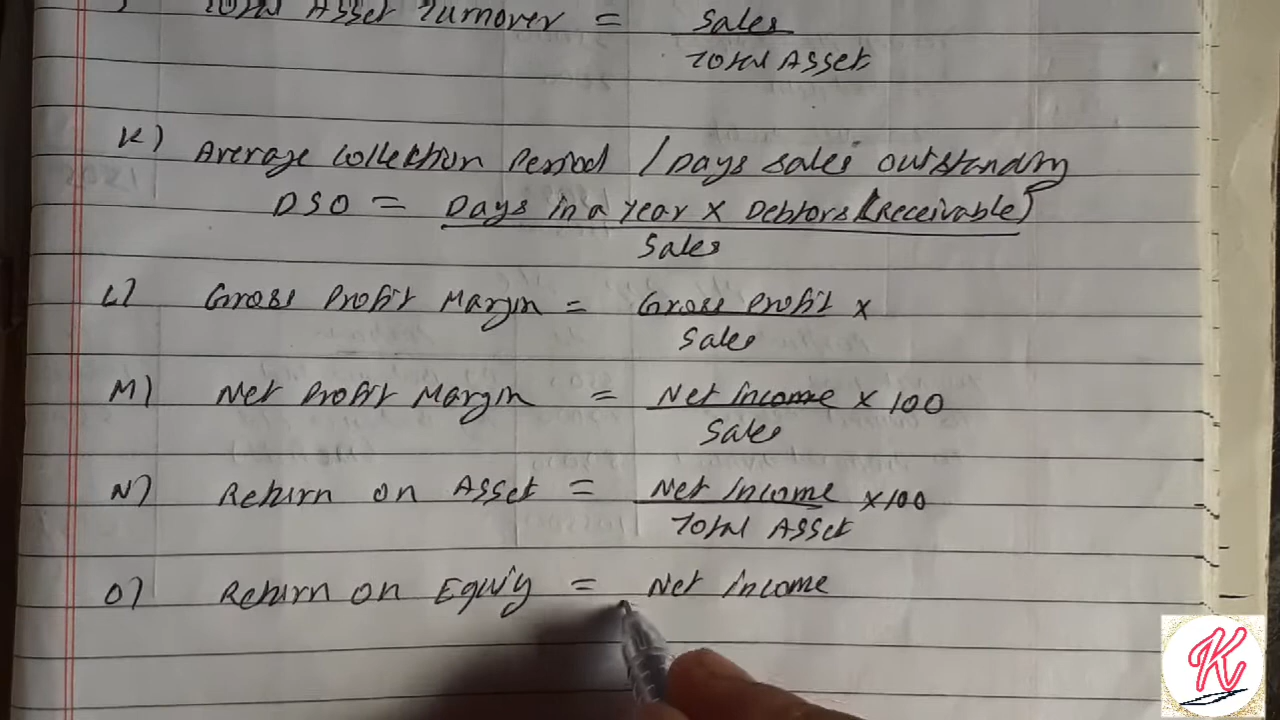 Total Asset Turnover = Sales
Total Asset
K) Average Collection Period / Days Sales Outstanding
DSO = Days in a year × Debtors (Receivable)
Sales
L) Gross Profit Margin = Gross Profit ×
Sales
M) Net Profit Margin = Net income × 100
Sales
N) Return on Asset = Net Income × 100
Total Asset
O) Return on Equiy = Net income
K